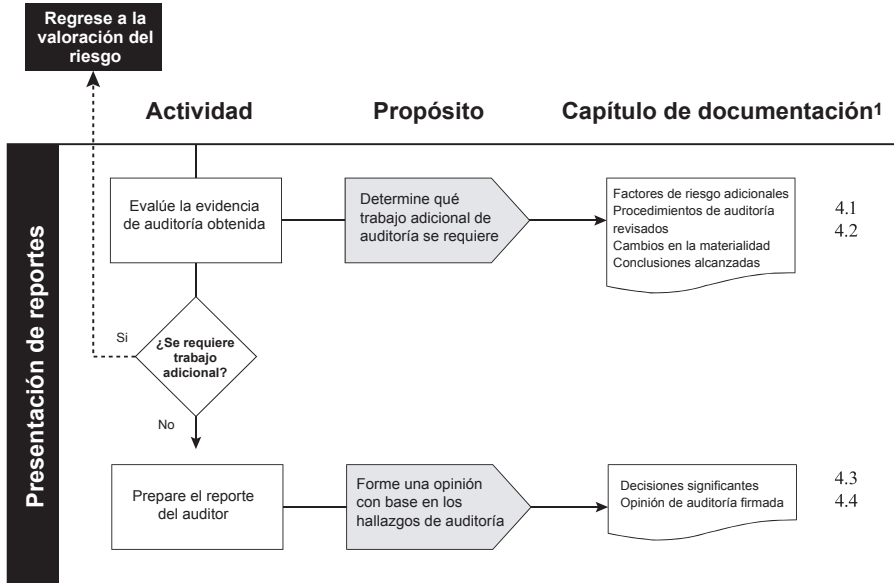 Regrese a la
valoración del
riesgo
Actividad
Propósito
Capítulo de documentación1
Presentación de reportes
Evalúe la evidencia
de auditoría obtenida
Determine qué
trabajo adicional de
auditoría se requiere
Factores de riesgo adicionales
Procedimientos de auditoría
revisados
Cambios en la materialidad
Conclusiones alcanzadas
4.1
4.2
Si
¿Se requiere
trabajo
adicional?
No
Prepare el reporte
del auditor
Forme una opinión
con base en los
hallazgos de auditoría
Decisiones significantes
Opinión de auditoría firmada
4.3
4.4